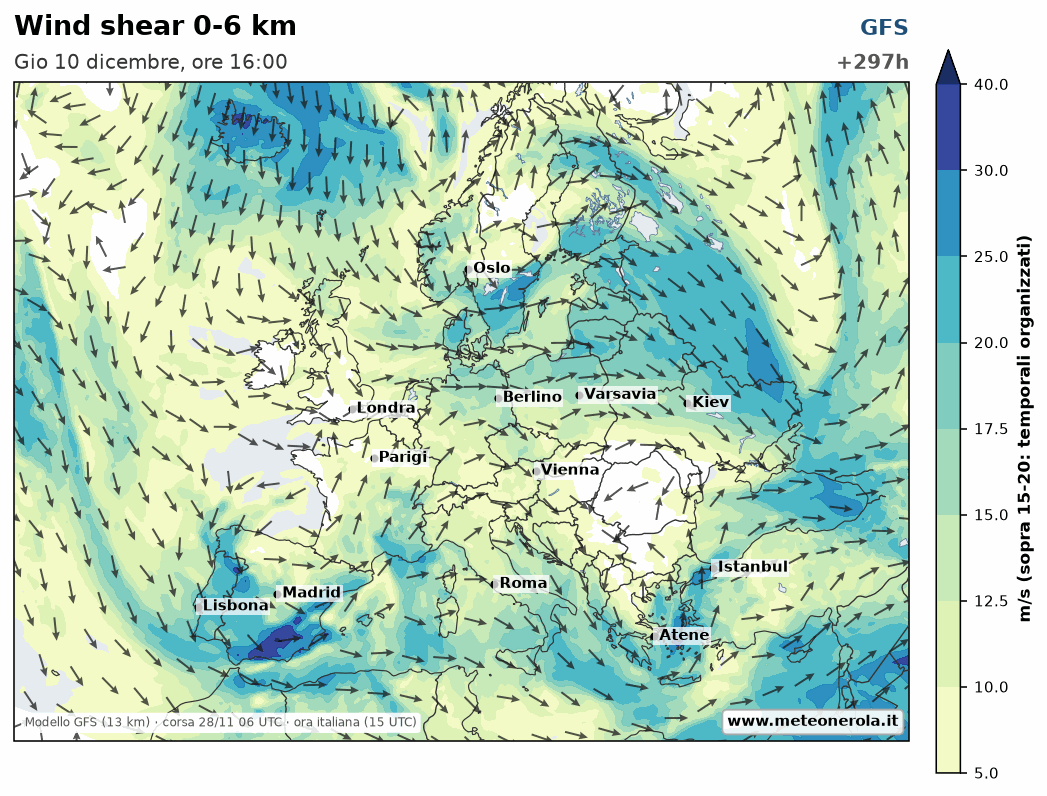 Wind shear 0-6 km
GFS
Gio 10 dicembre, ore 16:00
+297h
40.0
30.0
25.0
20.0
17.5
15.0
12.5
10.0
5.0
m/s (sopra 15-20: temporali organizzati)
Oslo
Berlino
Varsavia
Kiev
Londra
Parigi
Vienna
Istanbul
Roma
Madrid
Lisbona
Atene
Modello GFS (13 km) · corsa 28/11 06 UTC · ora italiana (15 UTC)
www.meteonerola.it